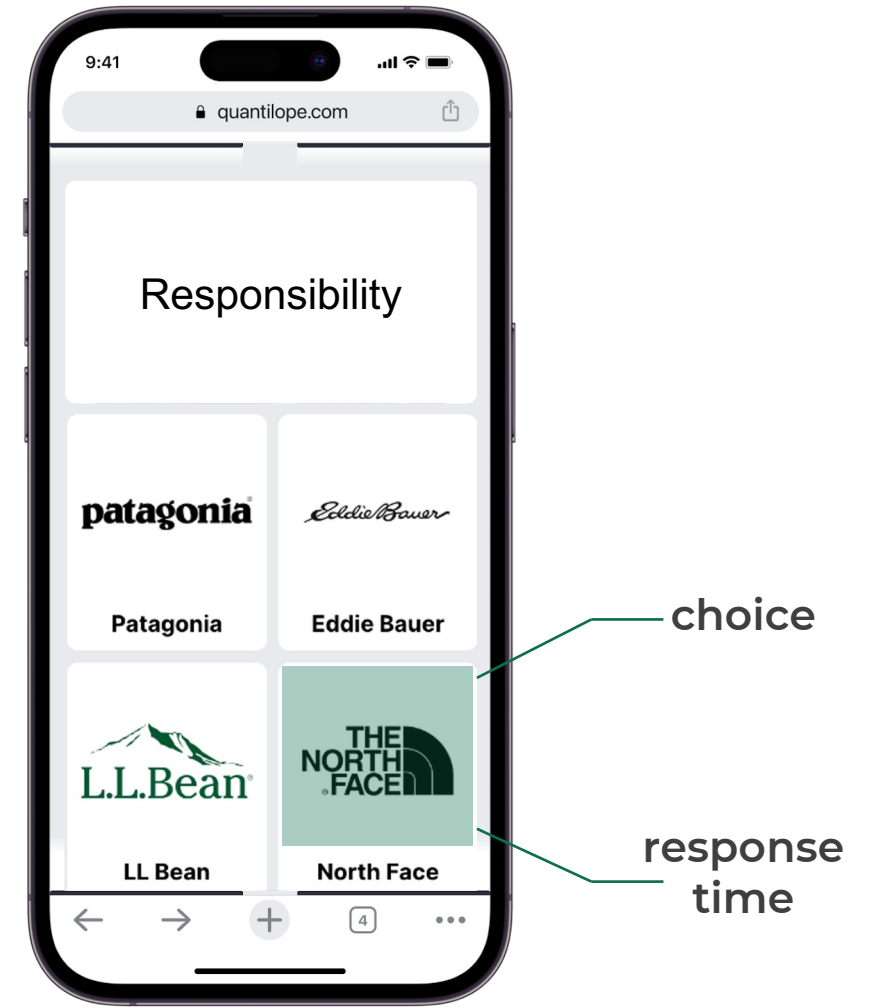 9:41
quantilope.com
Responsibility
patagonia®
Eddie Bauer
Patagonia
Eddie Bauer
choice
L.L.Bean®
THE
NORTH
FACE®
response
time
LL Bean
North Face
4